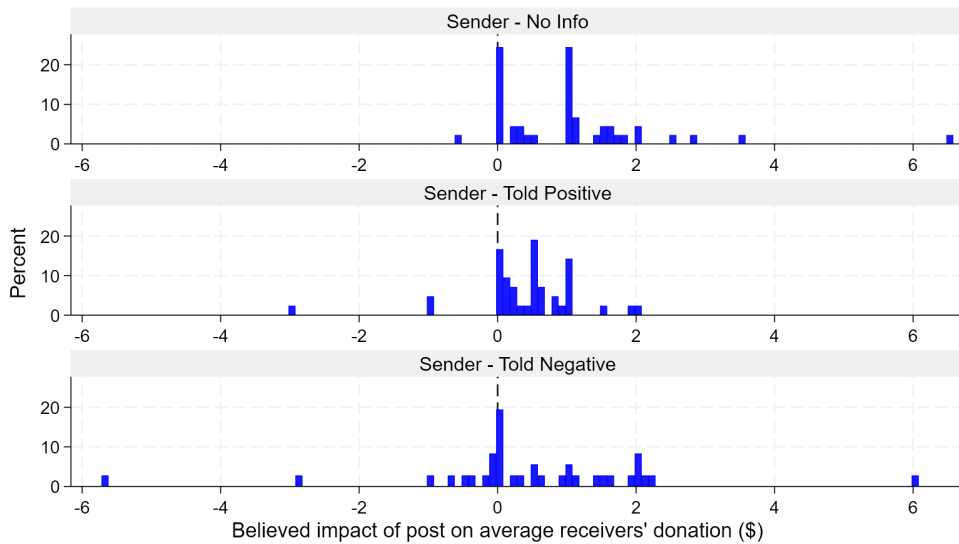 Sender - No Info
20
10
0
-6 -4 -2 0 2 4 6
Sender - Told Positive
20
10
0
-6 -4 -2 0 2 4 6
Sender - Told Negative
20
10
0
-6 -4 -2 0 2 4 6
Percent
Believed impact of post on average receivers' donation ($)